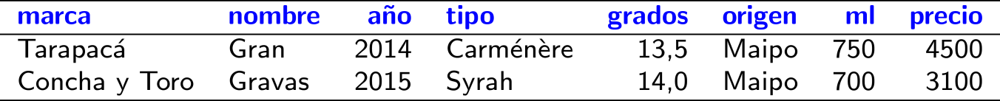 marca nombre año tipo grados origen ml precio
Tarapacá Gran 2014 Carménère 13,5 Maipo 750 4500
Concha y Toro Gravas 2015 Syrah 14,0 Maipo 700 3100